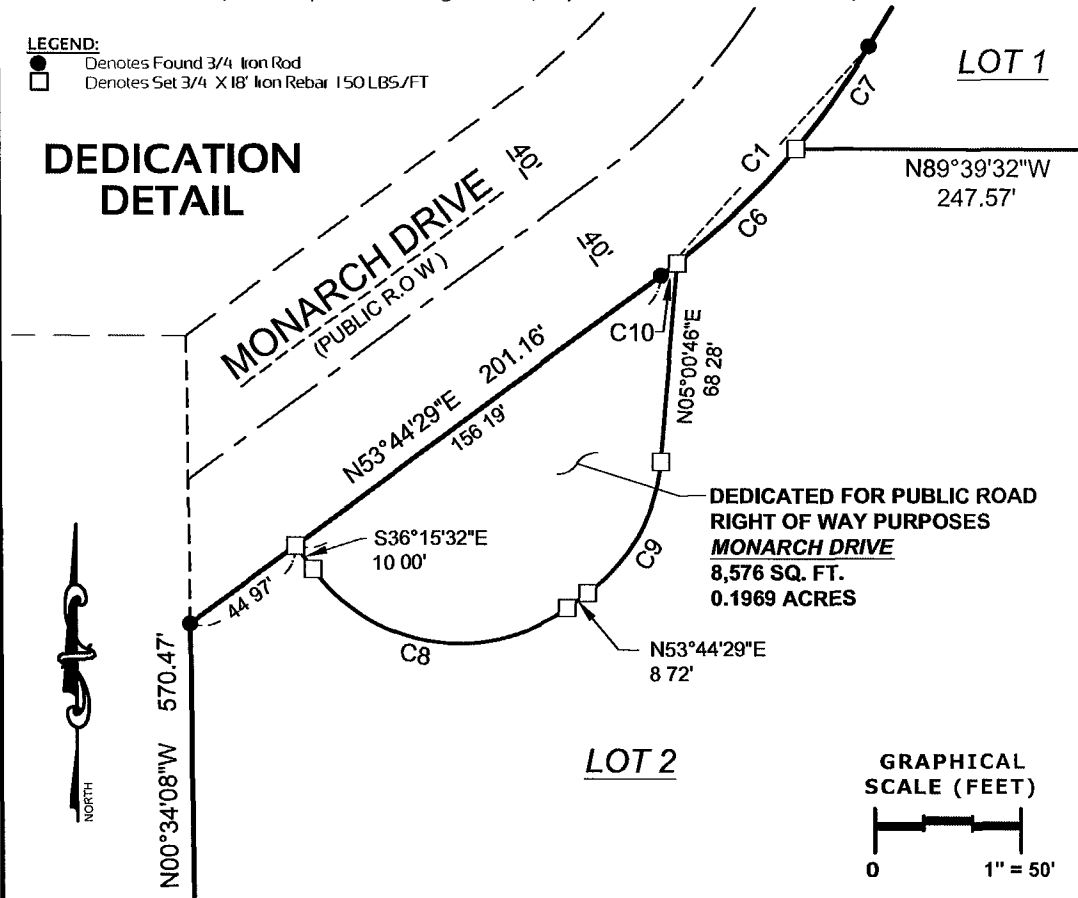 LEGEND:
Denotes Found 3/4 Iron Rod
Denotes Set 3/4 X 18' Iron Rebar 1 50 LBS./FT
DEDICATION
DETAIL
LOT 1
C7
C1
N89°39'32"W
247.57'
C6
40'
40'
MONARCH DRIVE
(PUBLIC R.O W)
C10
N53°44'29"E 201.16'
156 19'
N05°00'46"E
68 28'
DEDICATED FOR PUBLIC ROAD
RIGHT OF WAY PURPOSES
MONARCH DRIVE
8,576 SQ. FT.
0.1969 ACRES
S36°15'32"E
10 00'
44 97'
C9
C8
N53°44'29"E
8 72'
N00°34'08"W 570.47'
NORTH
LOT 2
GRAPHICAL
SCALE (FEET)
0 1" = 50'